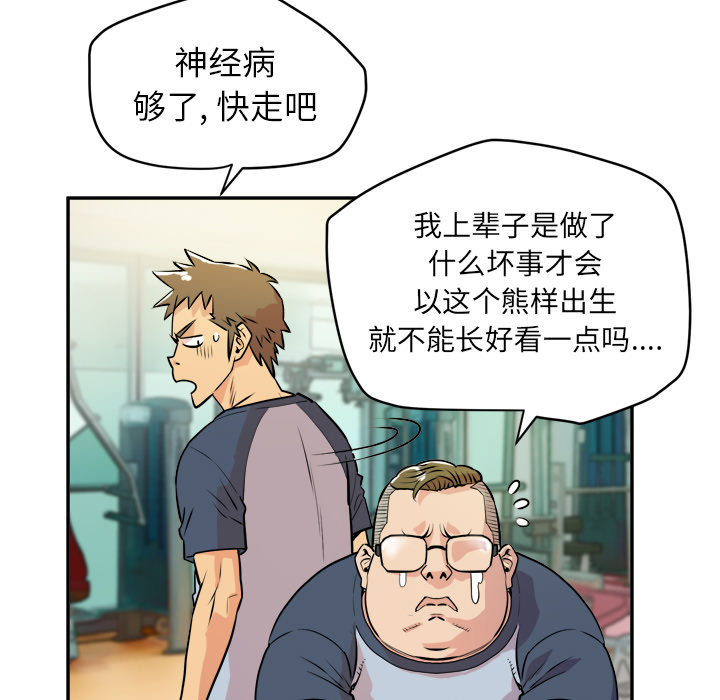 神经病
够了, 快走吧
我上辈子是做了
什么坏事才会
以这个熊样出生
就不能长好看一点吗....